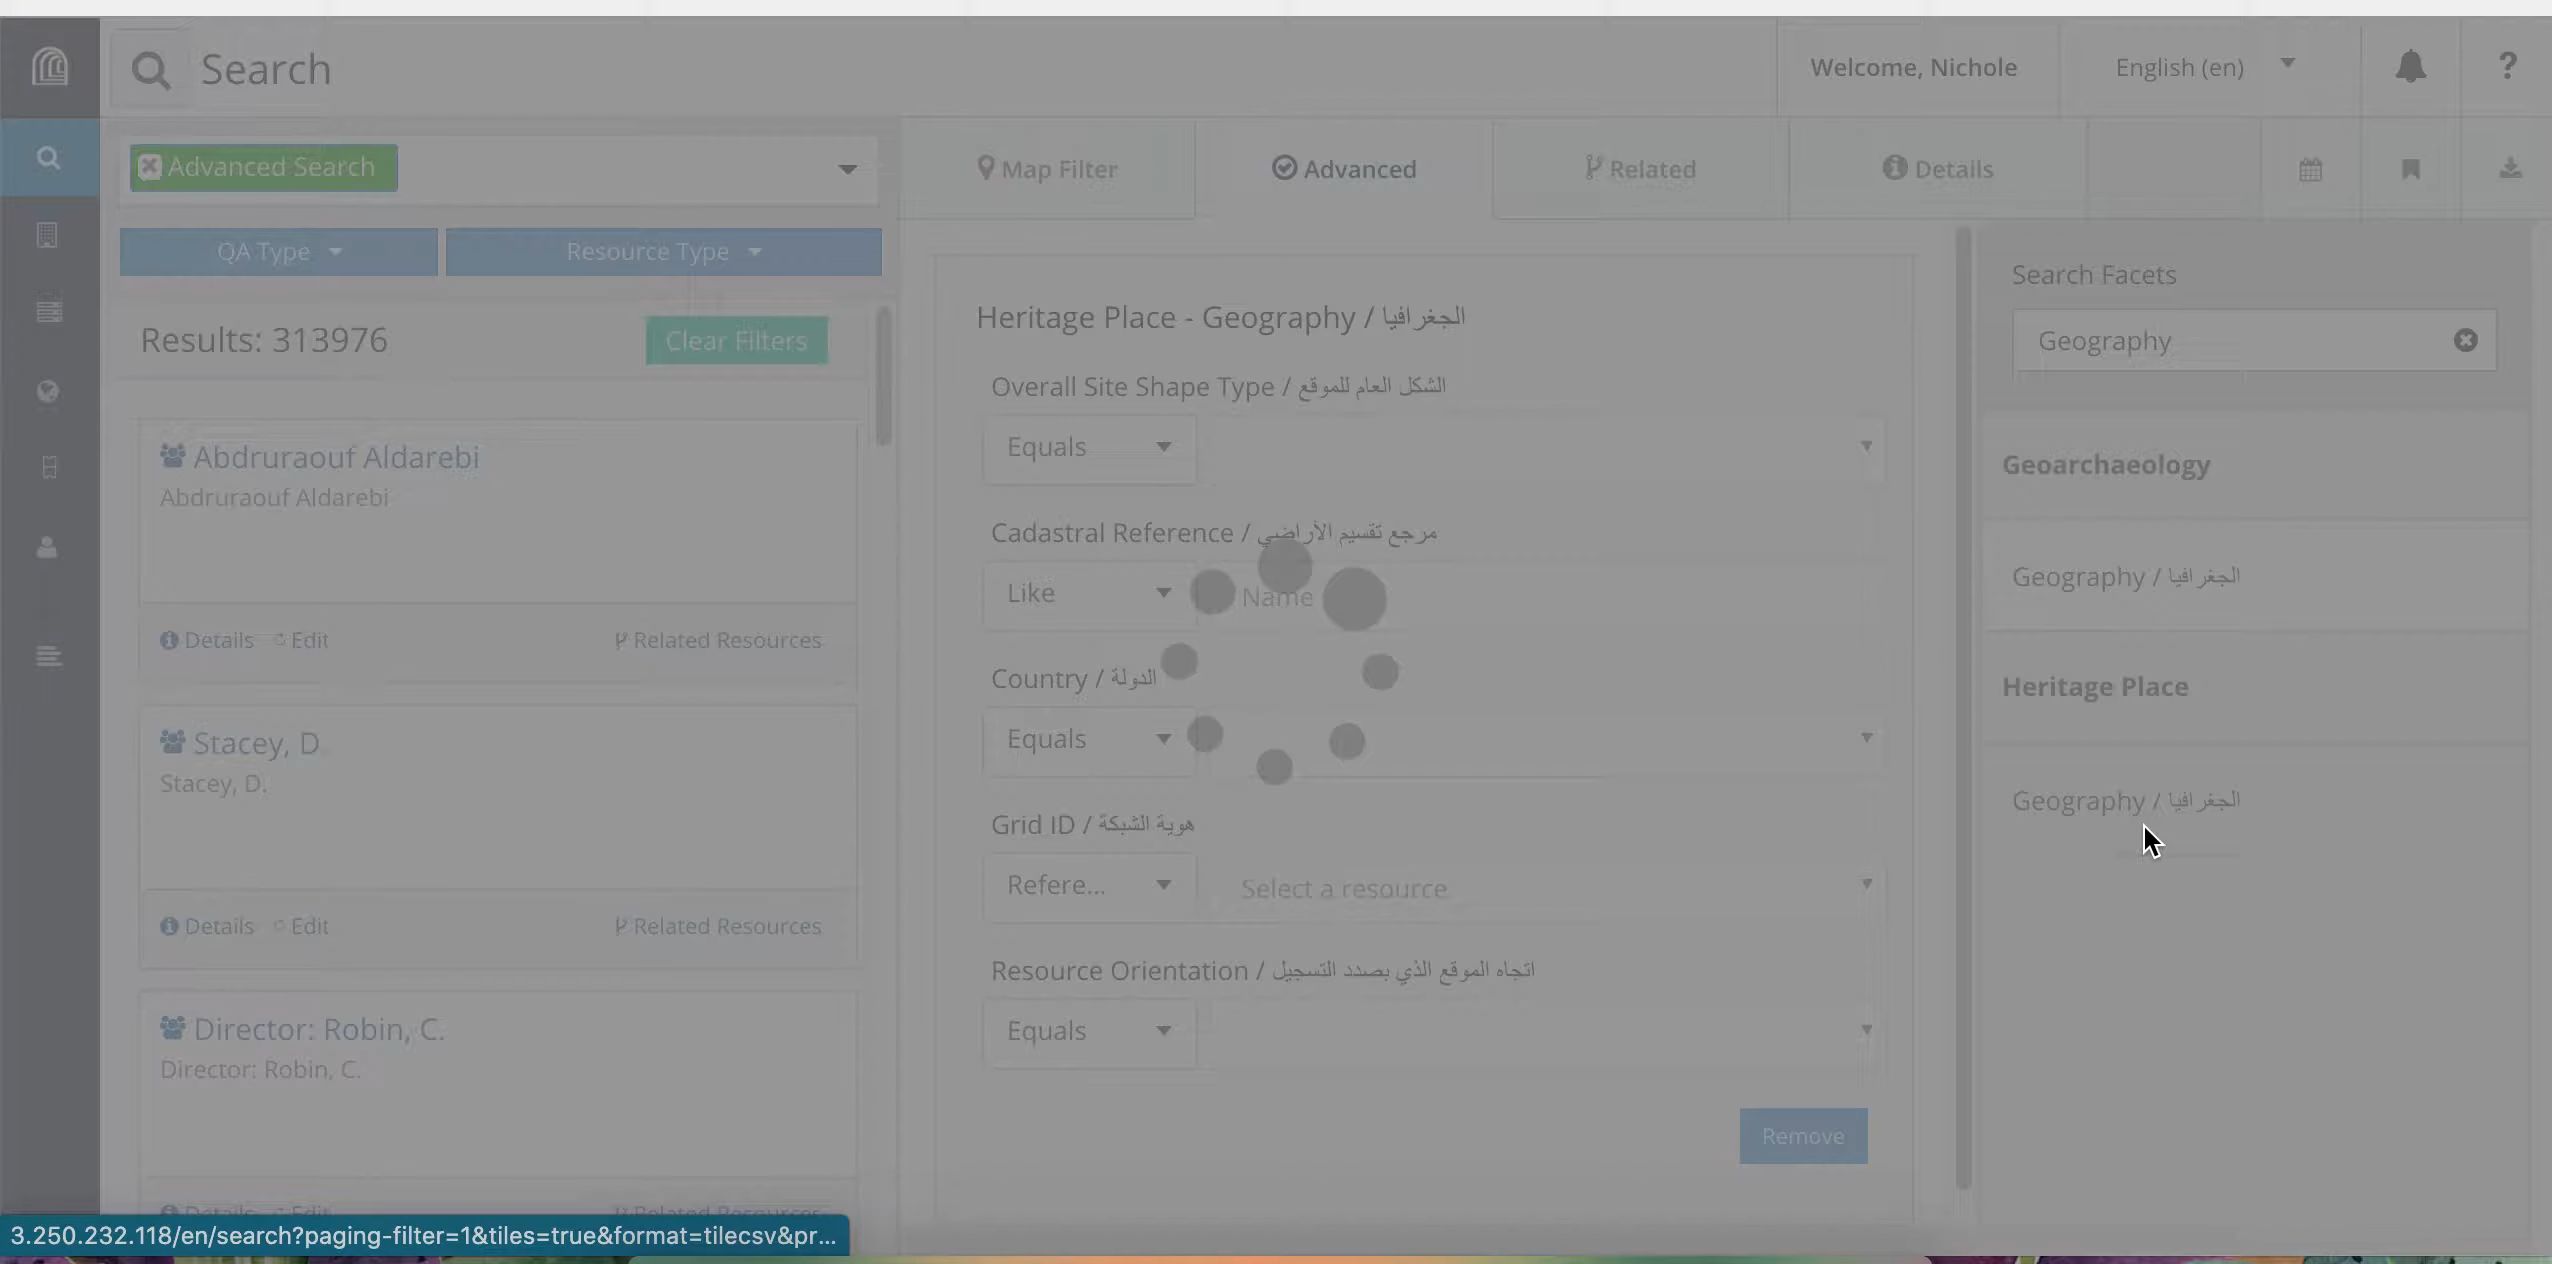 Search
Welcome, Nichole
English (en)
?
Advanced Search
Map Filter
Advanced
Related
Details
QA Type
Resource Type
Results: 313976
Clear Filters
Abdruraouf Aldarebi
Abdruraouf Aldarebi
Details
Edit
Related Resources
Stacey, D.
Stacey, D.
Details
Edit
Related Resources
Director: Robin, C.
Director: Robin, C.
Details
Edit
Related Resources
Heritage Place - Geography / الجغرافيا
Overall Site Shape Type / الشكل العام للموقع
Equals
Cadastral Reference / مرجع تقسيم الأراضي
Like
Name
Country / الدولة
Equals
Grid ID / هوية الشبكة
Refere...
Select a resource
Resource Orientation / اتجاه الموقع الذي بصدد التسجيل
Equals
Remove
Search Facets
Geography
Geoarchaeology
Geography / الجغرافيا
Heritage Place
Geography / الجغرافيا
3.250.232.118/en/search?paging-filter=1&tiles=true&format=tilecsv&pr...